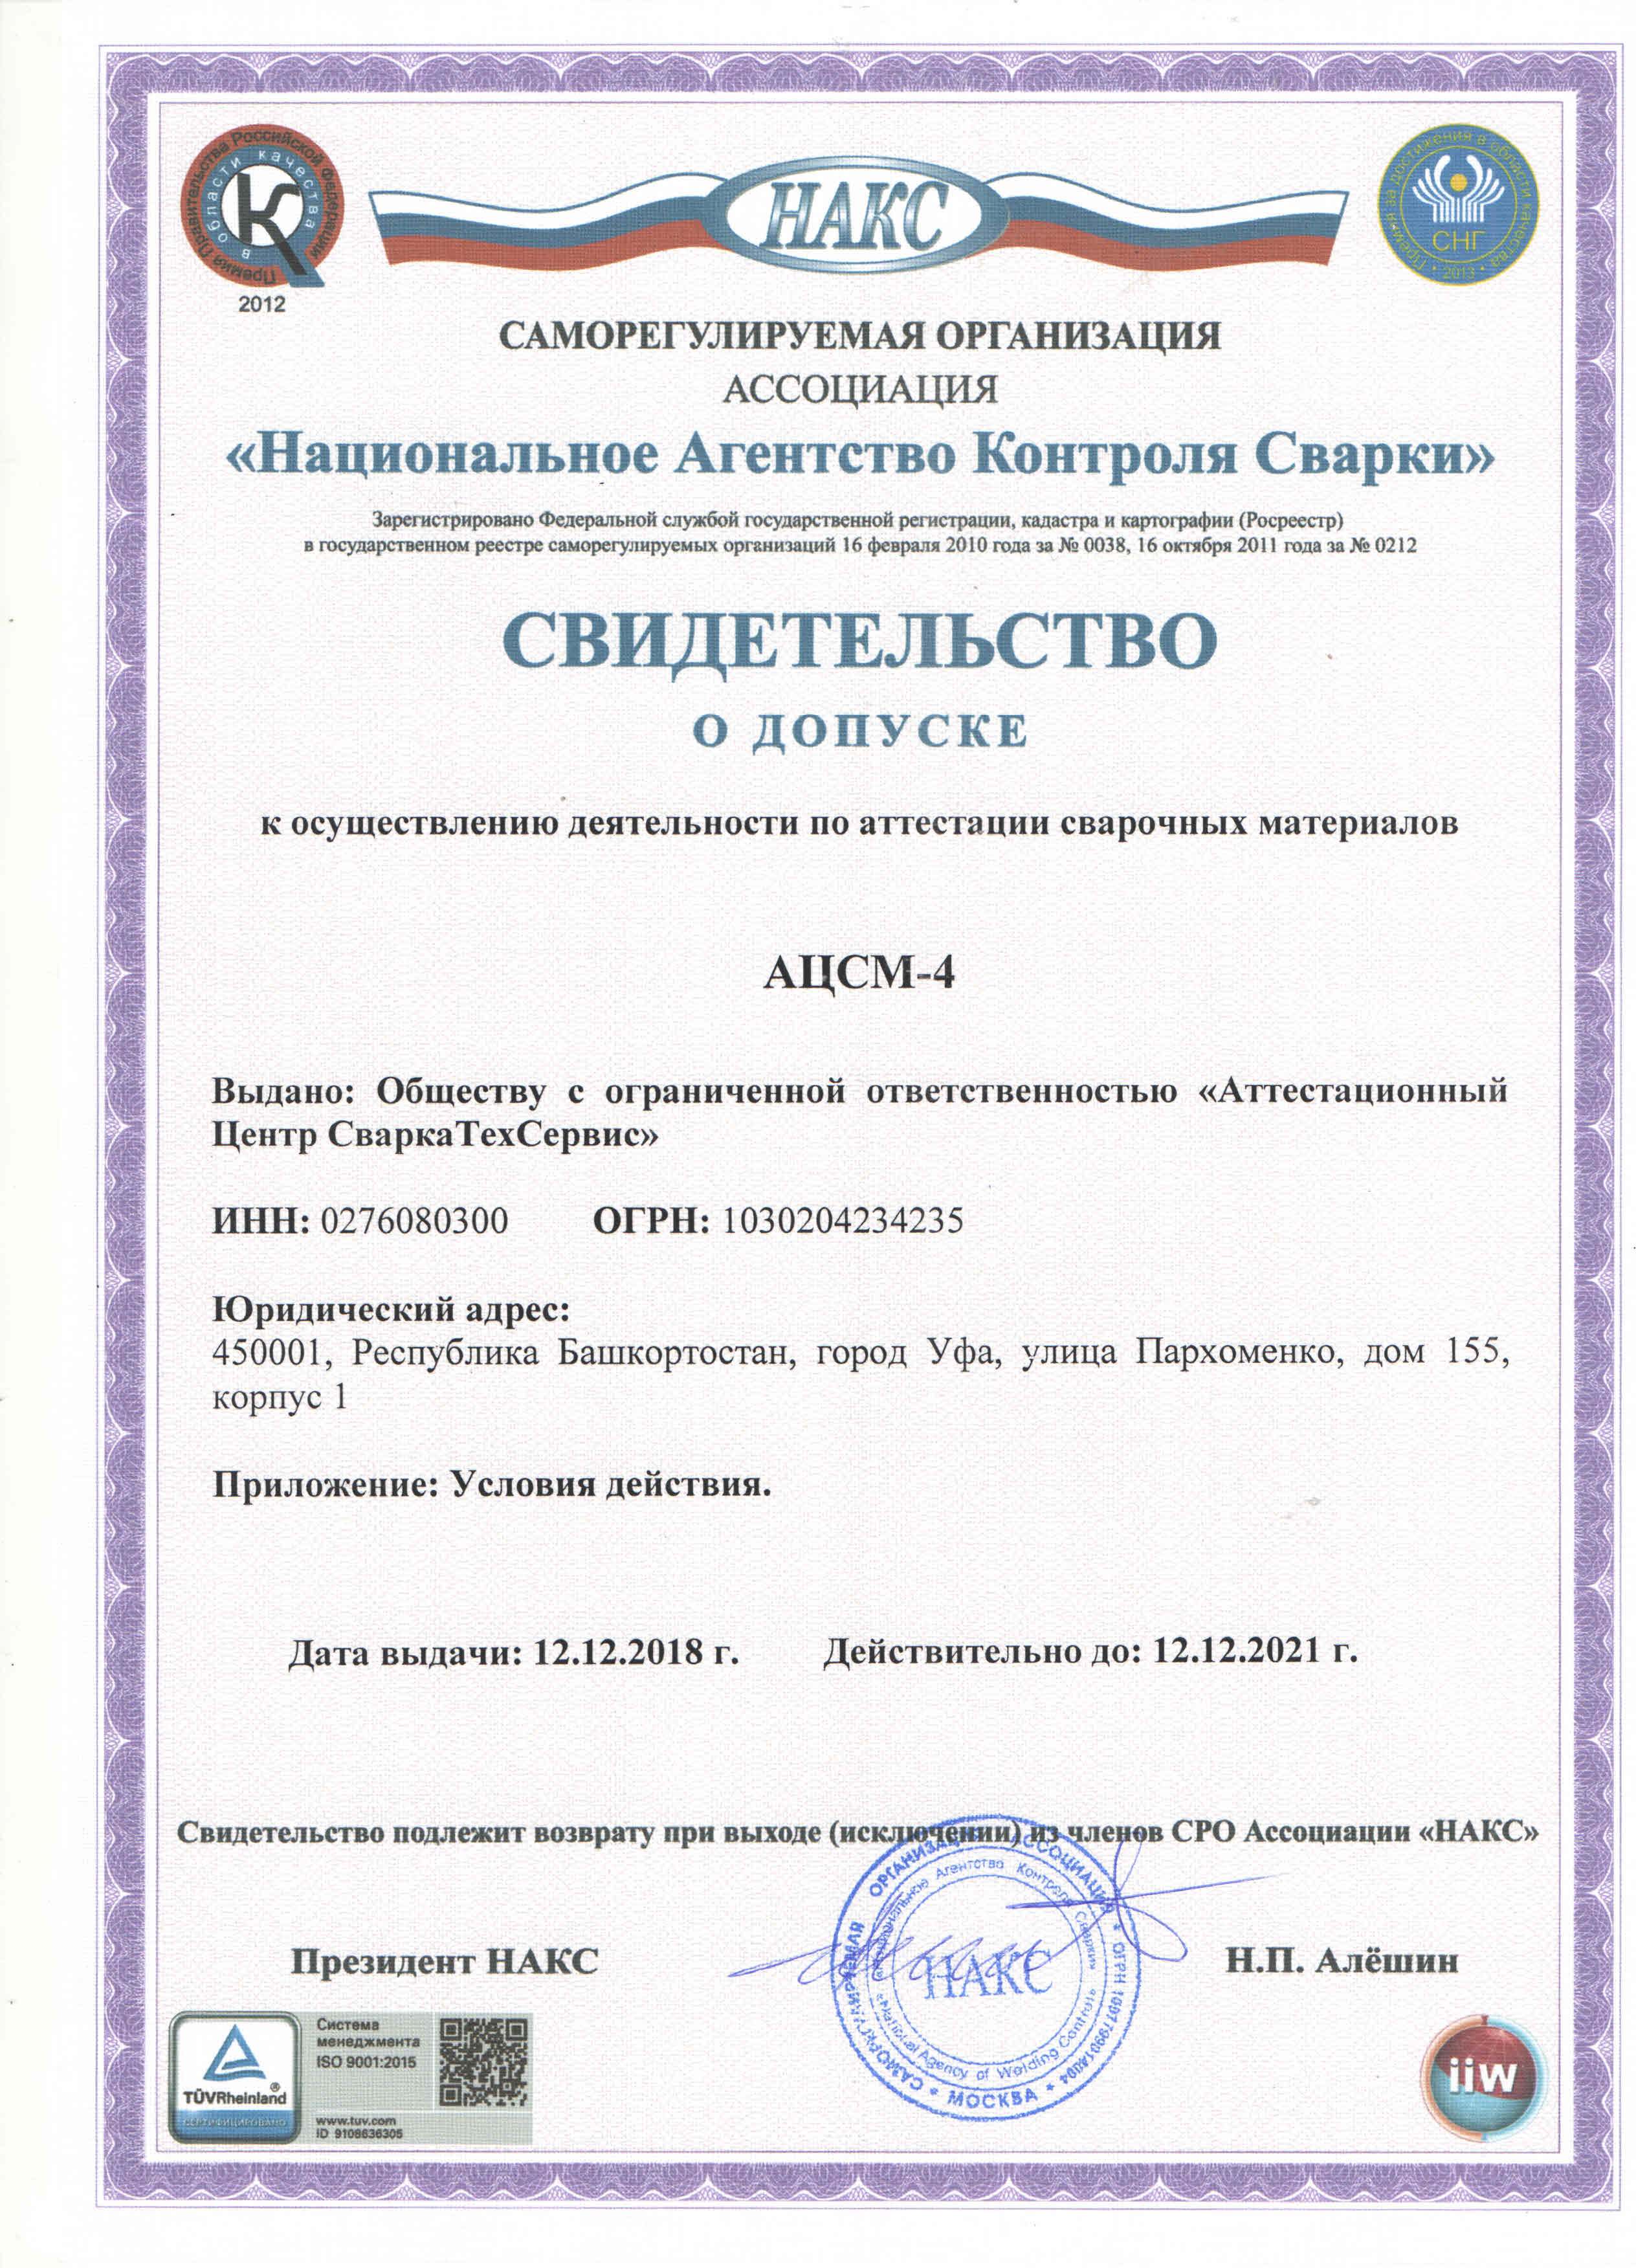 Премия Правительства Российской Федерации
в области качества
2012
НАКС
Премия за достижения в области качества
СНГ
• 2013 •
САМОРЕГУЛИРУЕМАЯ ОРГАНИЗАЦИЯ
АССОЦИАЦИЯ
«Национальное Агентство Контроля Сварки»
Зарегистрировано Федеральной службой государственной регистрации, кадастра и картографии (Росреестр)
в государственном реестре саморегулируемых организаций 16 февраля 2010 года за № 0038, 16 октября 2011 года за № 0212
СВИДЕТЕЛЬСТВО
О ДОПУСКЕ
к осуществлению деятельности по аттестации сварочных материалов
АЦСМ-4
Выдано: Обществу с ограниченной ответственностью «Аттестационный
Центр СваркаТехСервис»
ИНН: 0276080300 ОГРН: 1030204234235
Юридический адрес:
450001, Республика Башкортостан, город Уфа, улица Пархоменко, дом 155,
корпус 1
Приложение: Условия действия.
Дата выдачи: 12.12.2018 г. Действительно до: 12.12.2021 г.
Свидетельство подлежит возврату при выходе (исключении) из членов СРО Ассоциации «НАКС»
САМОРЕГУЛИРУЕМАЯ ОРГАНИЗАЦИЯ АССОЦИАЦИЯ
* МОСКВА *
«Национальное Агентство Контроля Сварки»
«National Agency of Welding Control»
НАКС
Президент НАКС Н.П. Алёшин
TÜVRheinland®
СЕРТИФИЦИРОВАНО
Система
менеджмента
ISO 9001:2015
www.tuv.com
ID 9108636305
iiw